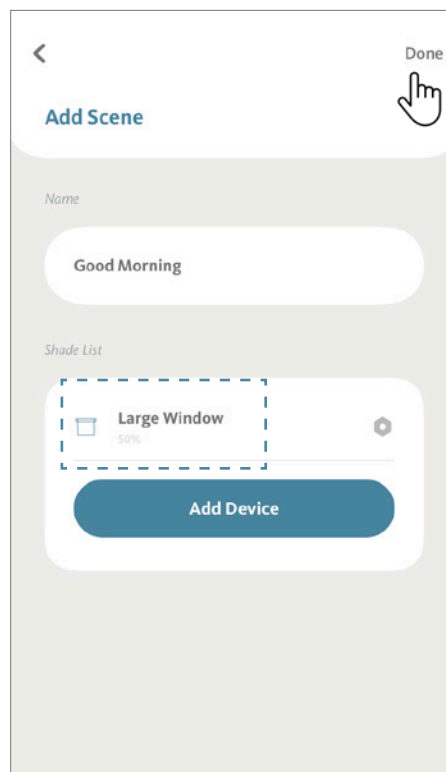 Done
Add Scene
Name
Good Morning
Shade List
Large Window
50%
Add Device